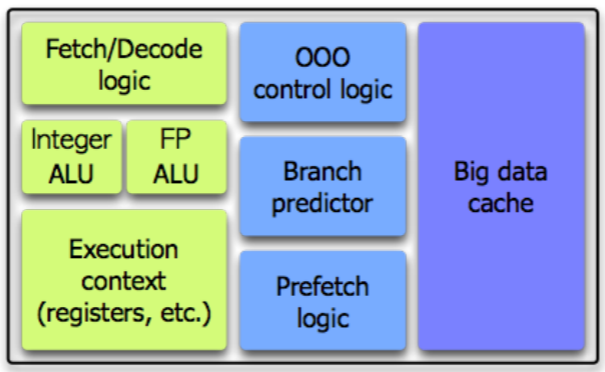 Fetch/Decode
logic
Integer
ALU
FP
ALU
Execution
context
(registers, etc.)
OOO
control logic
Branch
predictor
Prefetch
logic
Big data
cache